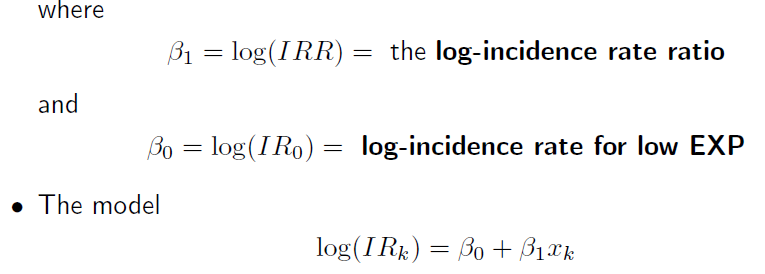 where
β₁ = log(IRR) = the log-incidence rate ratio
and
β₀ = log(IR₀) = log-incidence rate for low EXP
• The model
log(IRₖ) = β₀ + β₁xₖ